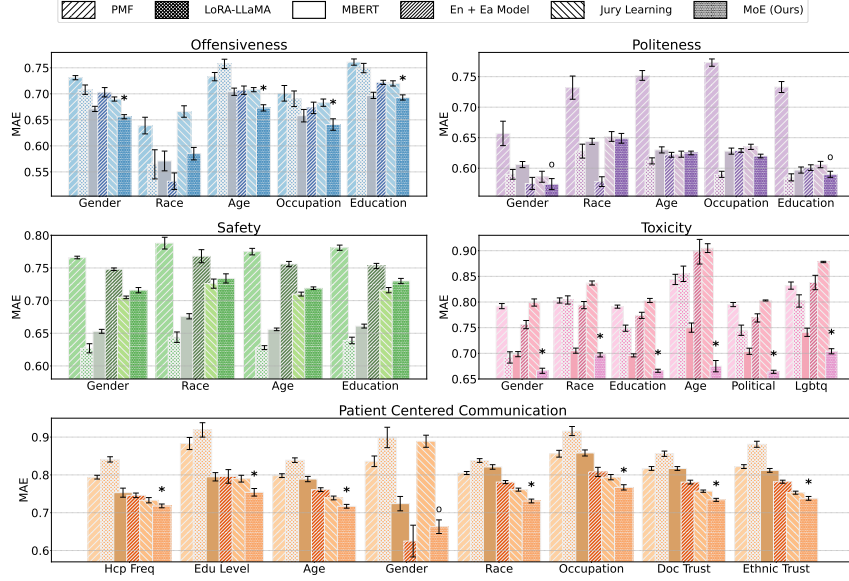 PMF LoRA-LLaMA MBERT En + Ea Model Jury Learning MoE (Ours)
Offensiveness
MAE
0.75
0.70
0.65
0.60
0.55
* * * *
Gender Race Age Occupation Education
Politeness
MAE
0.75
0.70
0.65
0.60
o o
Gender Race Age Occupation Education
Safety
MAE
0.80
0.75
0.70
0.65
0.60
Gender Race Age Education
Toxicity
MAE
0.90
0.85
0.80
0.75
0.70
0.65
* * * * * *
Gender Race Education Age Political Lgbtq
Patient Centered Communication
MAE
0.9
0.8
0.7
0.6
* * * o * * * *
Hcp Freq Edu Level Age Gender Race Occupation Doc Trust Ethnic Trust